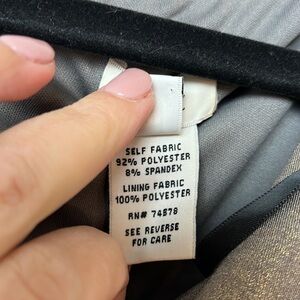 SELF FABRIC
92% POLYESTER
8% SPANDEX
LINING FABRIC
100% POLYESTER
RN# 74878
SEE REVERSE
FOR CARE